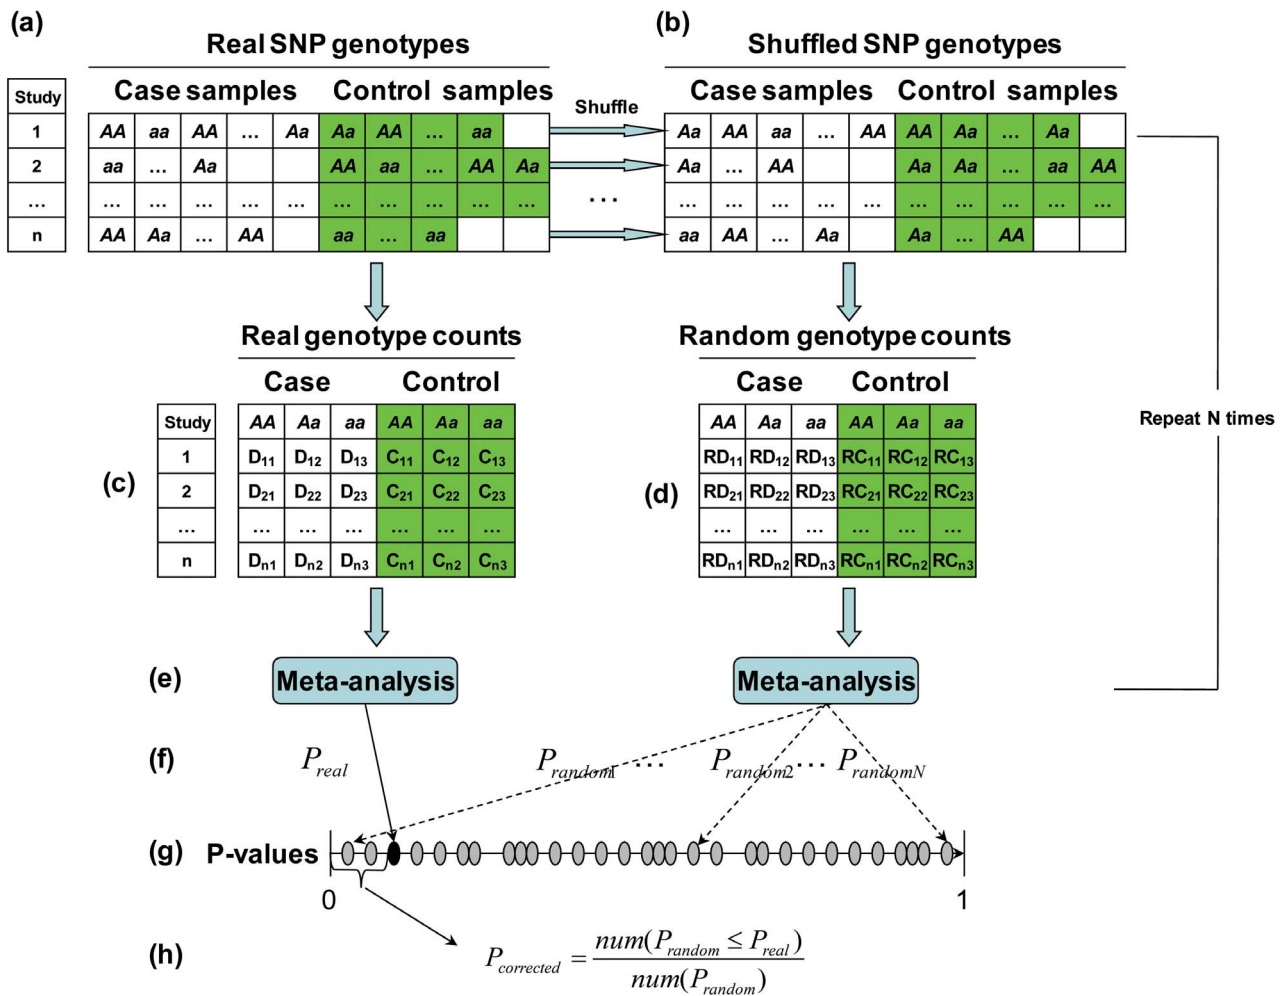 (a)
Real SNP genotypes
Case samples Control samples
Study
1 AA aa AA ... Aa Aa AA ... aa
2 aa ... Aa AA aa ... AA Aa
... ... ... ... ... ... ... ... ... ... ...
n AA Aa ... AA aa ... aa
Shuffle
...
(b)
Shuffled SNP genotypes
Case samples Control samples
Aa AA aa ... AA AA Aa ... Aa
Aa ... AA Aa Aa ... aa AA
... ... ... ... ... ... ... ... ... ...
aa AA ... Aa Aa ... AA
Repeat N times
(c)
Real genotype counts
Case Control
Study AA Aa aa AA Aa aa
1 D11 D12 D13 C11 C12 C13
2 D21 D22 D23 C21 C22 C23
... ... ... ... ... ... ...
n Dn1 Dn2 Dn3 Cn1 Cn2 Cn3
(d)
Random genotype counts
Case Control
AA Aa aa AA Aa aa
RD11 RD12 RD13 RC11 RC12 RC13
RD21 RD22 RD23 RC21 RC22 RC23
... ... ... ... ... ...
RDn1 RDn2 RDn3 RCn1 RCn2 RCn3
(e) Meta-analysis Meta-analysis
(f) Preal Prandom1 ... Prandom2 ... PrandomN
(g) P-values
0 1
(h) Pcorrected = num(Prandom ≤ Preal)
num(Prandom)